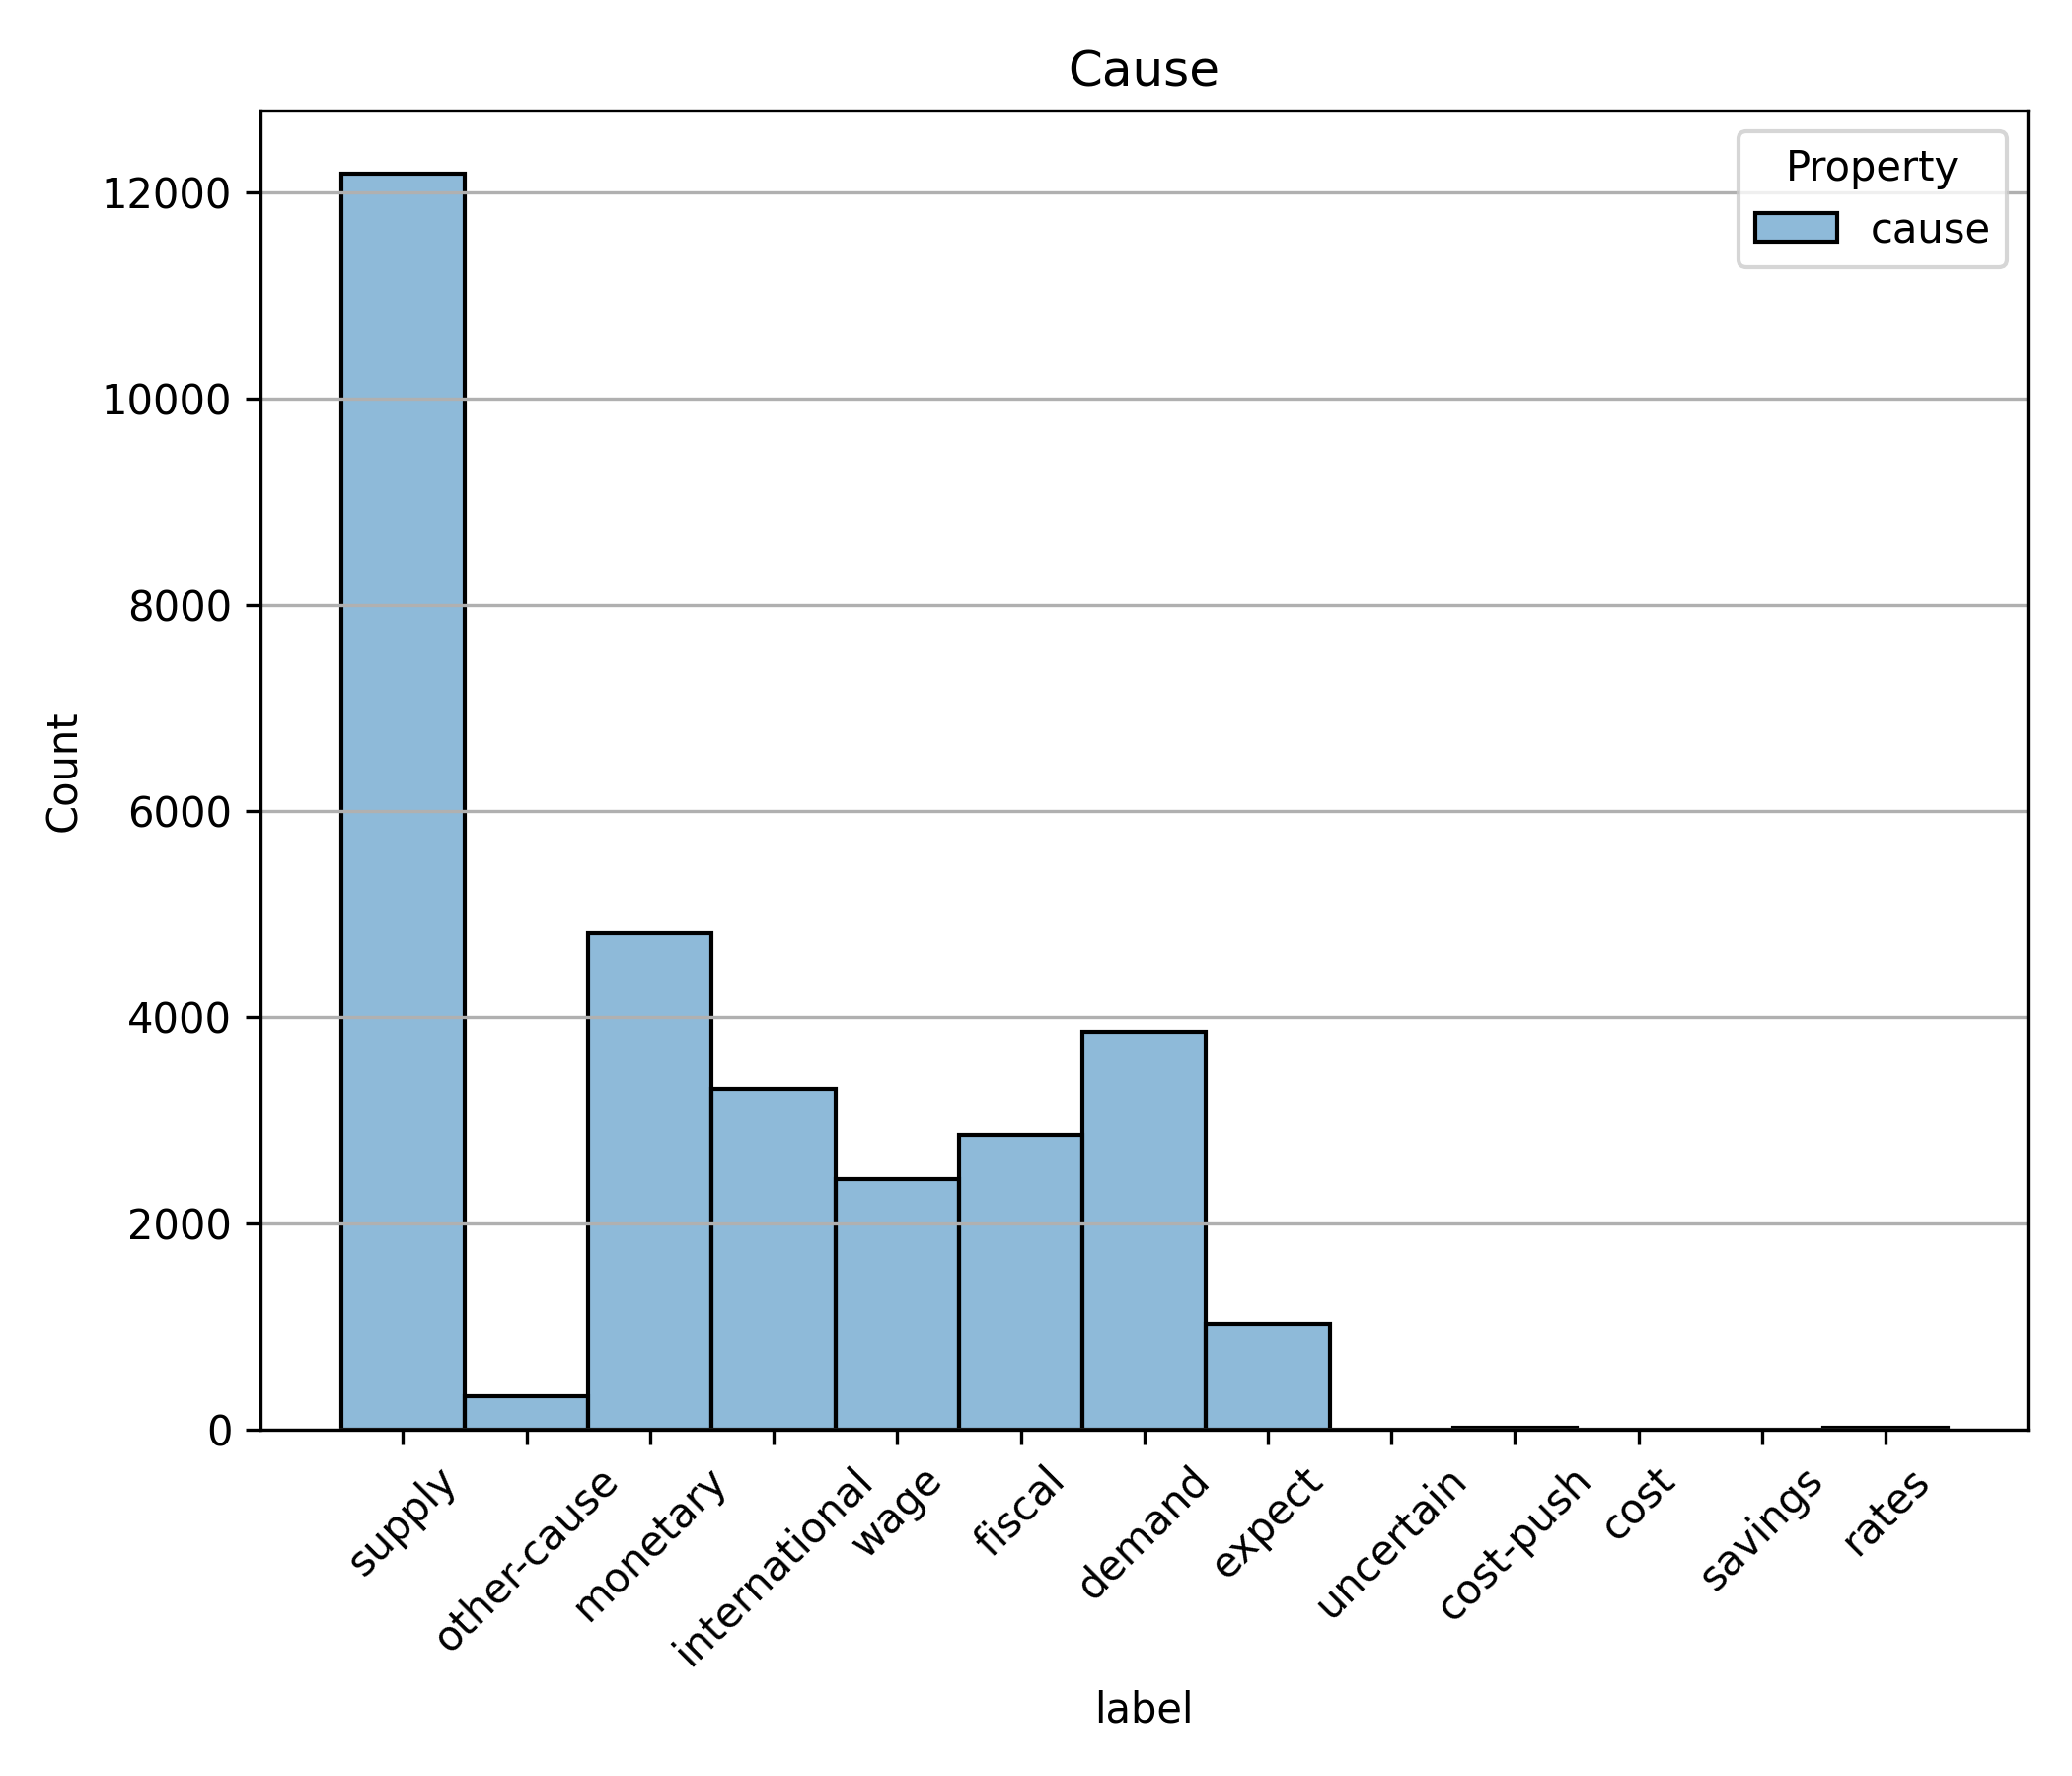 Cause
Property
cause
12000
10000
8000
6000
4000
2000
0
Count
supply
other-cause
monetary
international
wage
fiscal
demand
expect
uncertain
cost-push
cost
savings
rates
label